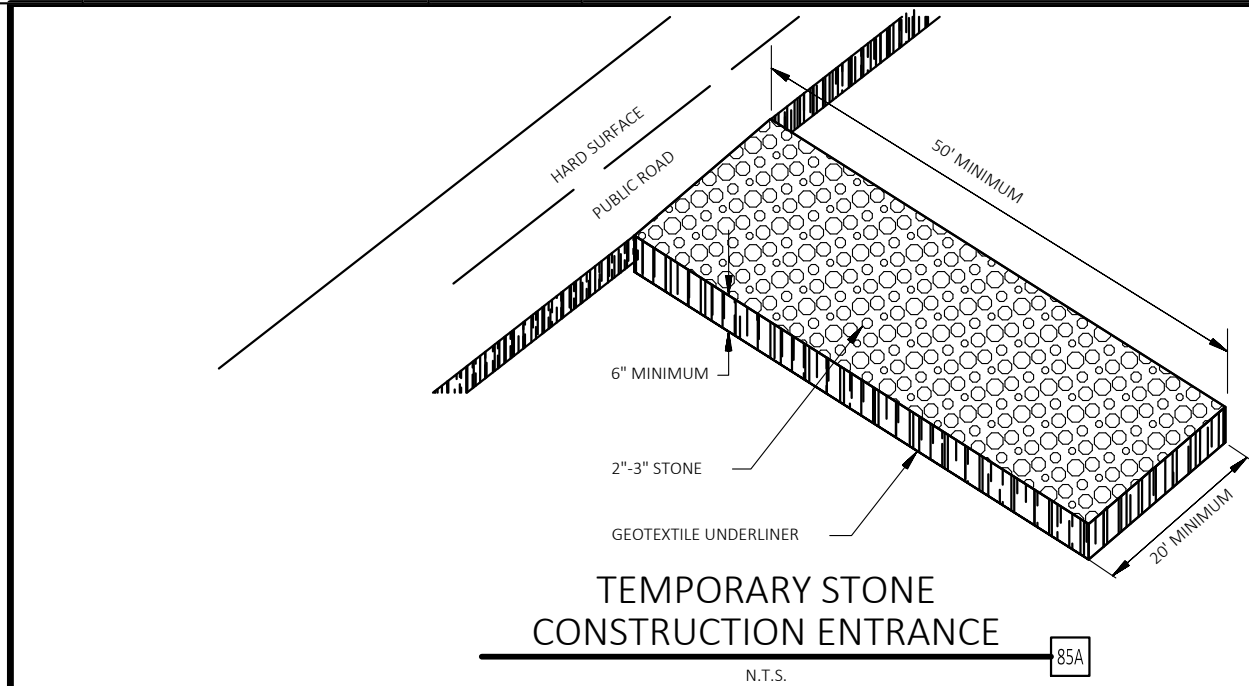 HARD SURFACE
PUBLIC ROAD
50' MINIMUM
6" MINIMUM
2"-3" STONE
GEOTEXTILE UNDERLINER
20' MINIMUM
TEMPORARY STONE
CONSTRUCTION ENTRANCE
85A
N.T.S.